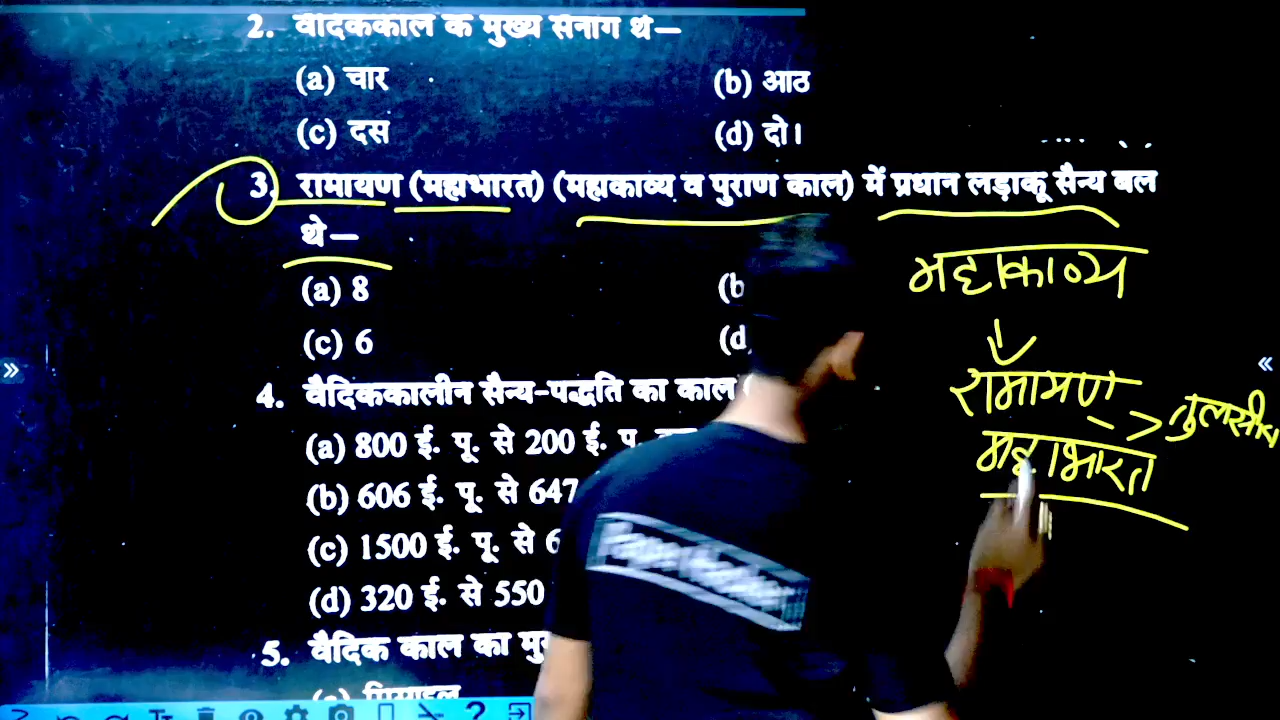 2. वैदिककाल के मुख्य सेनांग थे—
(a) चार
(b) आठ
(c) दस
(d) दो।
3. रामायण (महाभारत) (महाकाव्य व पुराण काल) में प्रधान लड़ाकू सैन्य बल
थे—
(a) 8
(b
(c) 6
(d
4. वैदिककालीन सैन्य-पद्धति का काल
(a) 800 ई. पू. से 200 ई. पू.
(b) 606 ई. पू. से 647
(c) 1500 ई. पू. से 6
(d) 320 ई. से 550
5. वैदिक काल का मु
महाकाव्य
रामायण
महाभारत